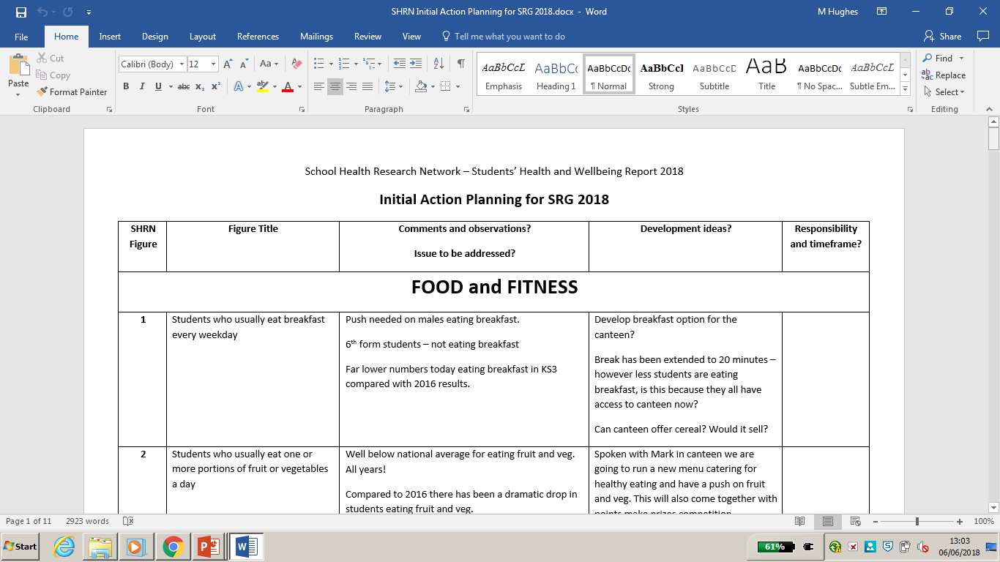 SHRN Initial Action Planning for SRG 2018.docx - Word
M Hughes
File
Home
Insert
Design
Layout
References
Mailings
Review
View
Tell me what you want to do
Share
Paste
Cut
Copy
Format Painter
Clipboard
Calibri (Body)
12
Font
Paragraph
AaBbCcL
Emphasis
AaBbCc
Heading 1
AaBbCcDc
¶ Normal
AaBbCcl
Strong
AaBbCcD
Subtitle
AaB
Title
AaBbCcDc
¶ No Spac...
AaBbCcL
Subtle Em...
Styles
Find
Replace
Select
Editing
School Health Research Network – Students’ Health and Wellbeing Report 2018
Initial Action Planning for SRG 2018
SHRN
Figure
Figure Title
Comments and observations?
Issue to be addressed?
Development ideas?
Responsibility
and timeframe?
FOOD and FITNESS
1
Students who usually eat breakfast
every weekday
Push needed on males eating breakfast.
6th form students – not eating breakfast
Far lower numbers today eating breakfast in KS3
compared with 2016 results.
Develop breakfast option for the
canteen?
Break has been extended to 20 minutes –
however less students are eating
breakfast, is this because they all have
access to canteen now?
Can canteen offer cereal? Would it sell?
2
Students who usually eat one or
more portions of fruit or vegetables
a day
Well below national average for eating fruit and veg.
All years!
Compared to 2016 there has been a dramatic drop in
students eating fruit and veg.
Spoken with Mark in canteen we are
going to run a new menu catering for
healthy eating and have a push on fruit
and veg. This will also come together with
points make prizes competition
Page 1 of 11
2923 words
100%
Start
61%
13:03
06/06/2018